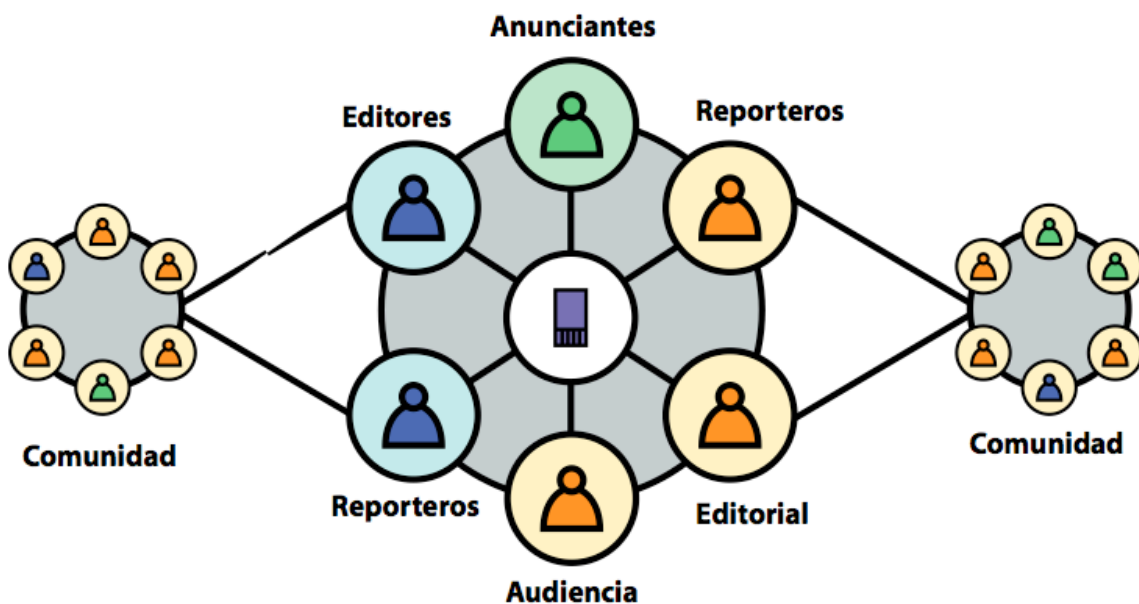 Anunciantes
Editores
Reporteros
Comunidad
Comunidad
Reporteros
Editorial
Audiencia